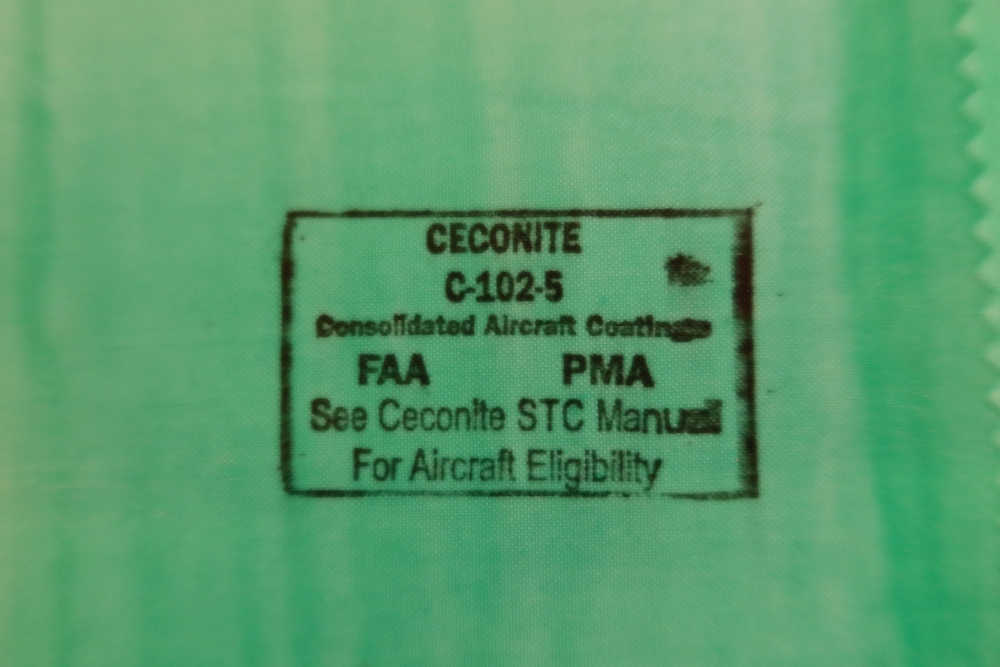 CECONITE
C-102-5
Consolidated Aircraft Coatings
FAA PMA
See Ceconite STC Manual
For Aircraft Eligibility